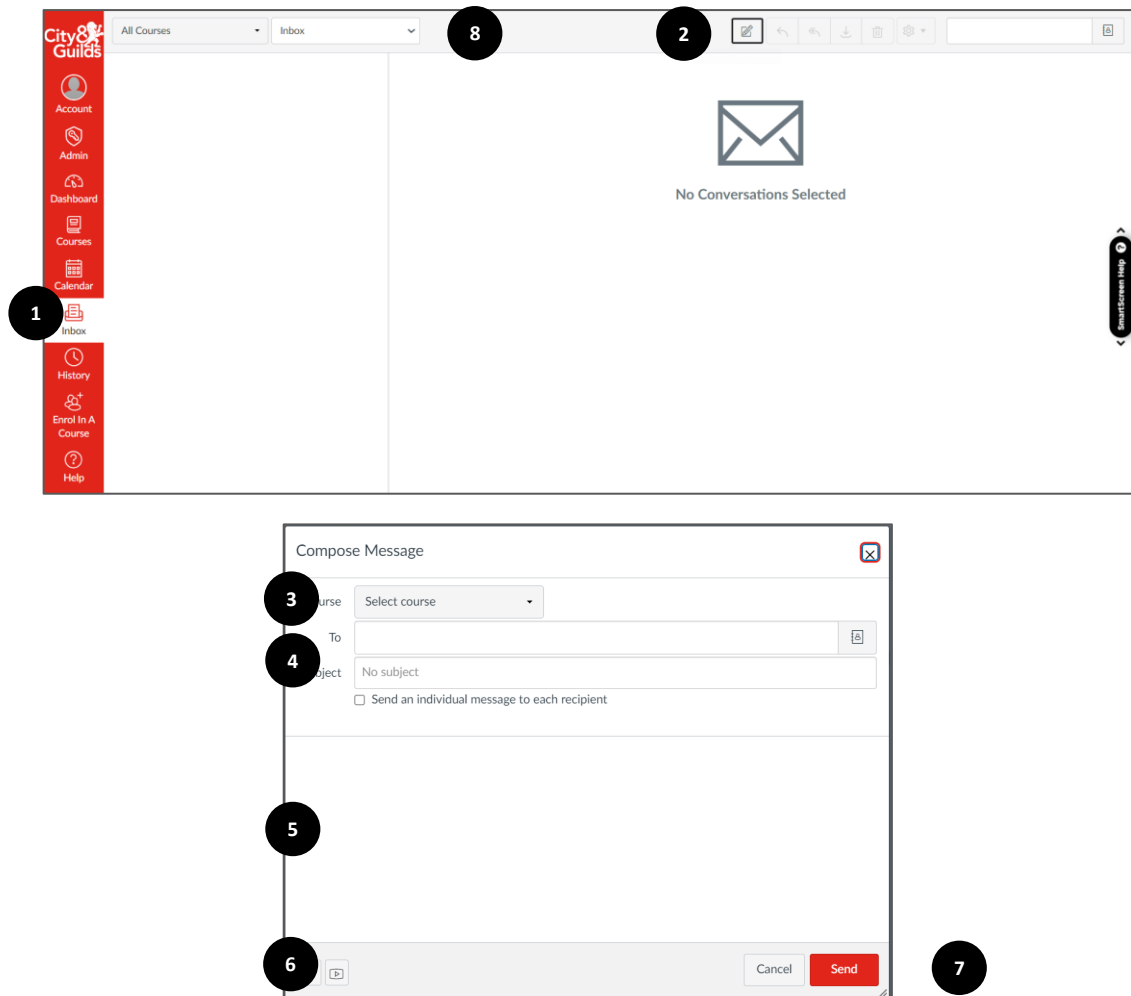 City&
Guilds
All Courses
Inbox
8
2
Account
Admin
Dashboard
Courses
Calendar
1
Inbox
History
Enrol In A
Course
Help
No Conversations Selected
SmartScreen Help ?
Compose Message
3 urse Select course
To
4 bject No subject
Send an individual message to each recipient
5
6
Cancel
Send
7